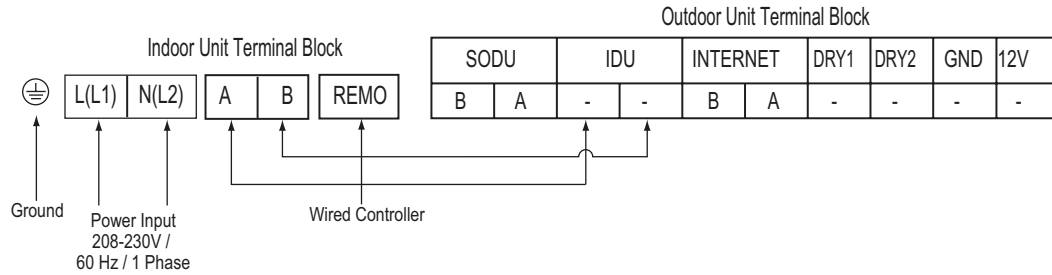 Outdoor Unit Terminal Block
Indoor Unit Terminal Block
SODU IDU INTERNET DRY1 DRY2 GND 12V
L(L1) N(L2) A B REMO
B A - - B A - - - -
Ground
Power Input
208-230V /
60 Hz / 1 Phase
Wired Controller